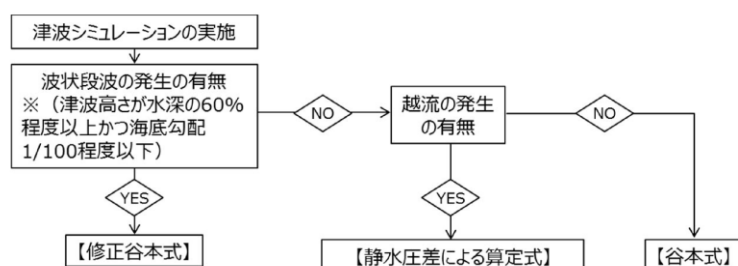 津波シミュレーションの実施
波状段波の発生の有無
※（津波高さが水深の60%
程度以上かつ海底勾配
1/100程度以下）
NO
越流の発生
の有無
NO
YES
YES
【修正谷本式】
【静水圧差による算定式】
【谷本式】